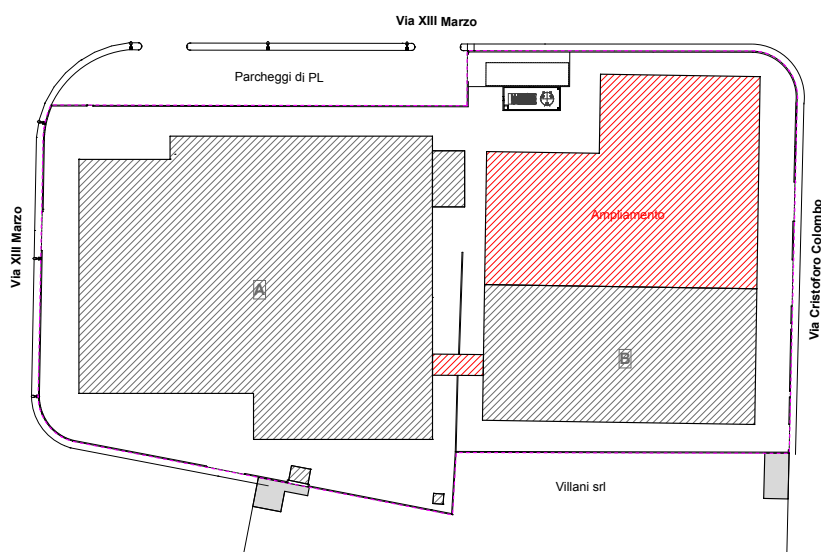 Via XIII Marzo
Parcheggi di PL
Ampliamento
Via XIII Marzo
Via Cristoforo Colombo
A
B
Villani srl